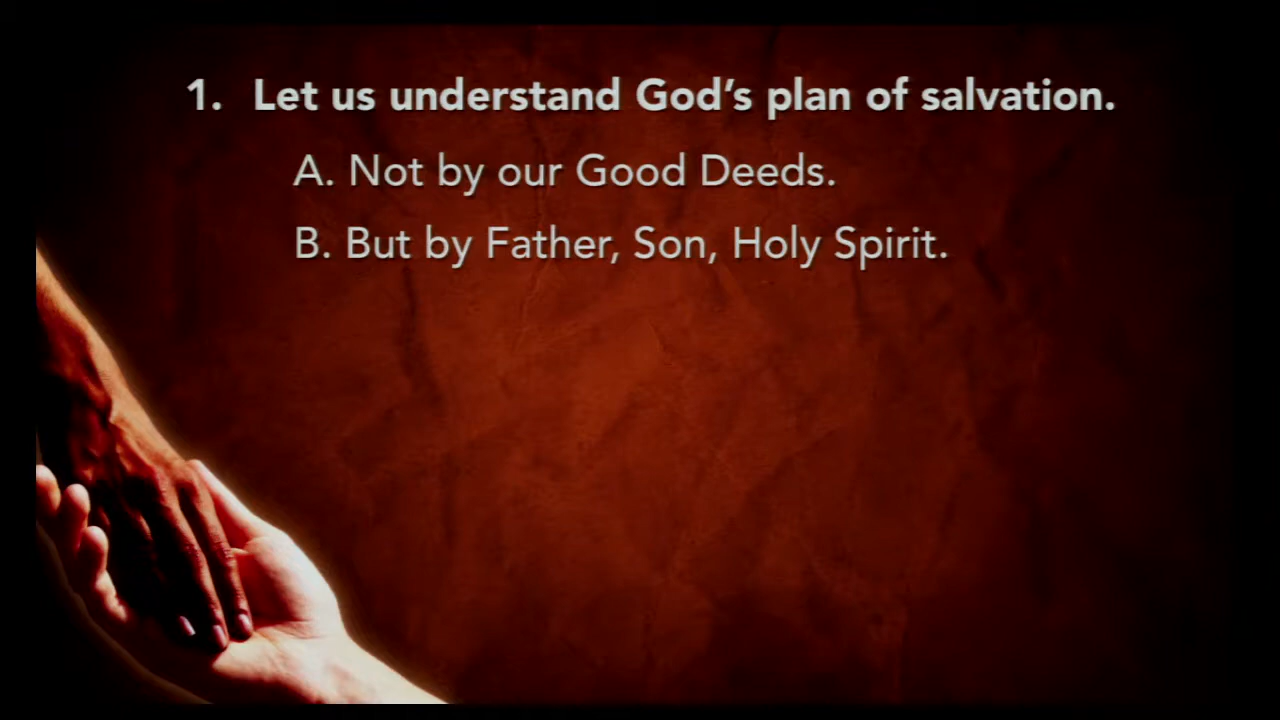 1. Let us understand God's plan of salvation.
A. Not by our Good Deeds.
B. But by Father, Son, Holy Spirit.